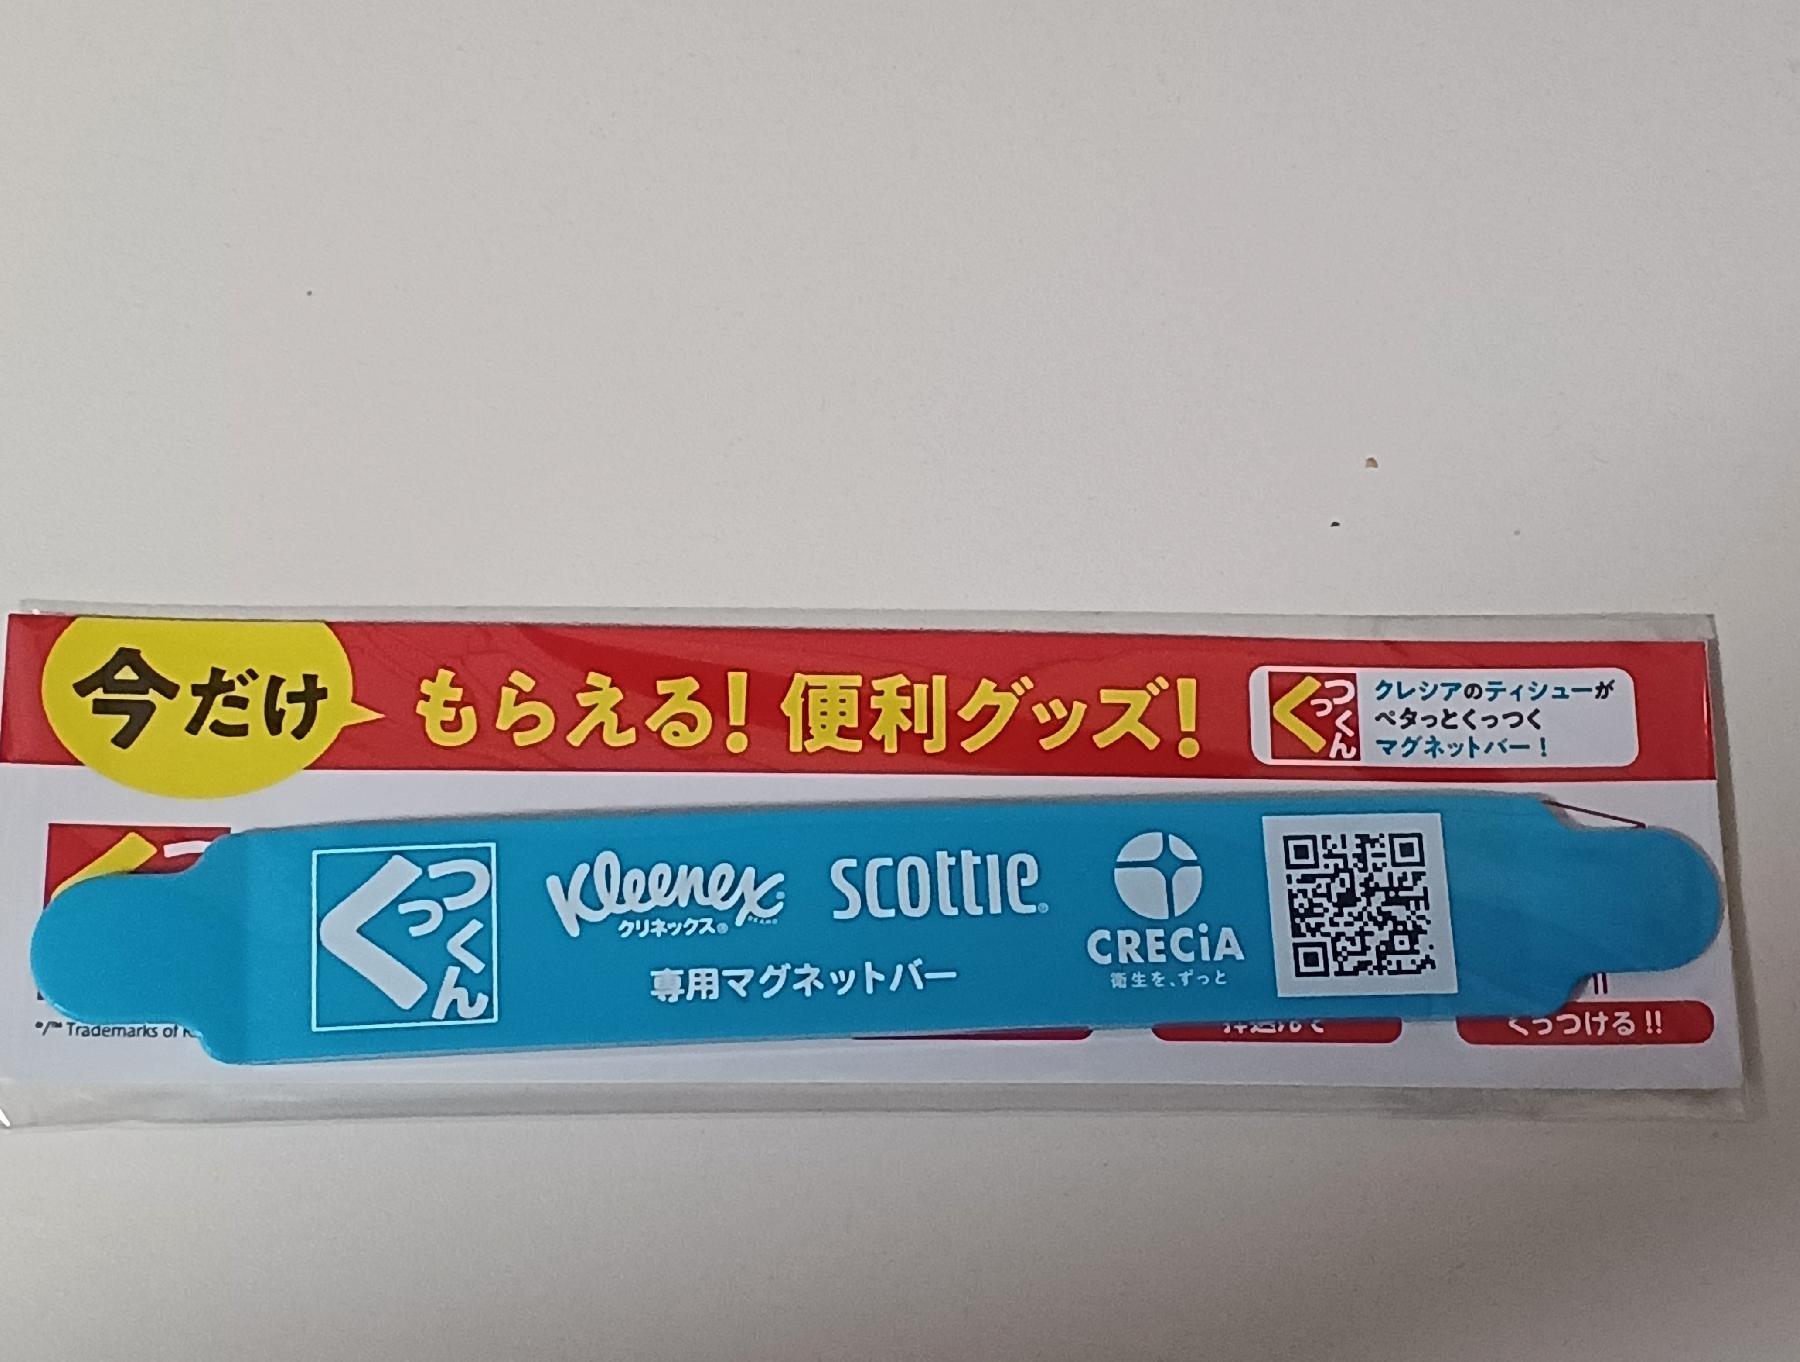 今だけ
もらえる! 便利グッズ!
くっつくん
クレシアのティシューが
ペタっとくっつく
マグネットバー!
くっつくん
Kleenex
クリネックス®
scottie®
専用マグネットバー
CRECiA
衛生を、ずっと
®/™ Trademarks of
くっつける!!